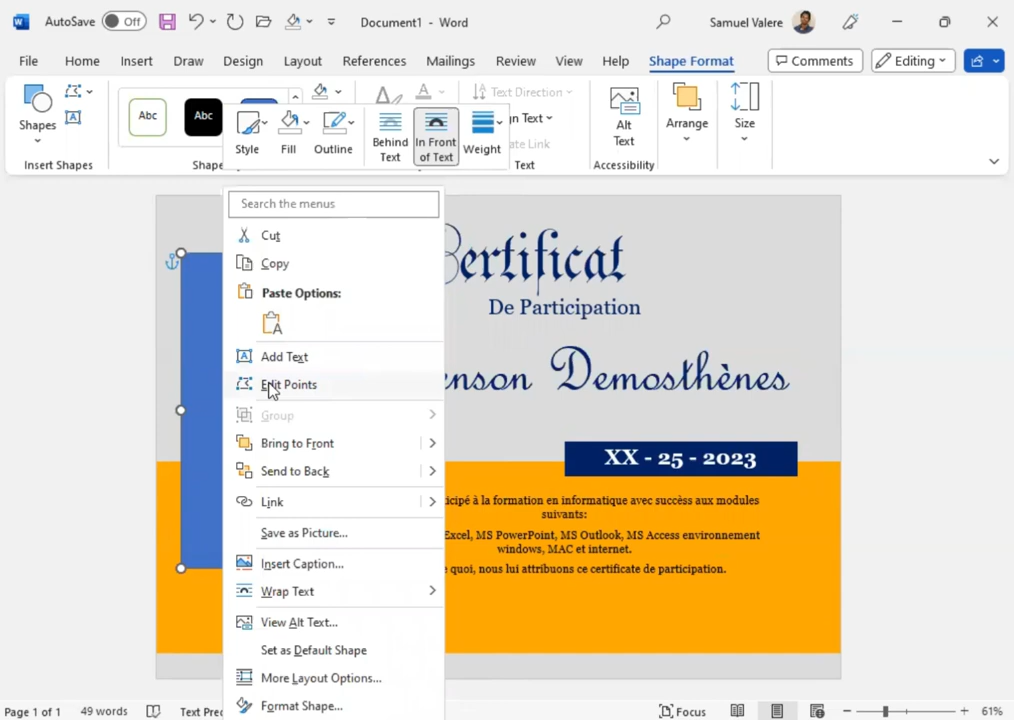 AutoSave Off Document1 - Word Samuel Valere
File Home Insert Draw Design Layout References Mailings Review View Help Shape Format Comments Editing
Shapes
Insert Shapes
Abc Abc
Style Fill Outline Behind Text In Front of Text Weight
Text Direction
Text
Text
Alt Text
Accessibility
Arrange
Size
Search the menus
Cut
Copy
Paste Options:
Add Text
Edit Points
Group
Bring to Front
Send to Back
Link
Save as Picture...
Insert Caption...
Wrap Text
View Alt Text...
Set as Default Shape
More Layout Options...
Format Shape...
De Participation
Demosthènes
XX - 25 - 2023
à la formation en informatique avec succès aux modules
suivants:
Excel, MS PowerPoint, MS Outlook, MS Access environnement
windows, MAC et internet.
quoi, nous lui attribuons ce certificate de participation.
Page 1 of 1 49 words Focus 61%